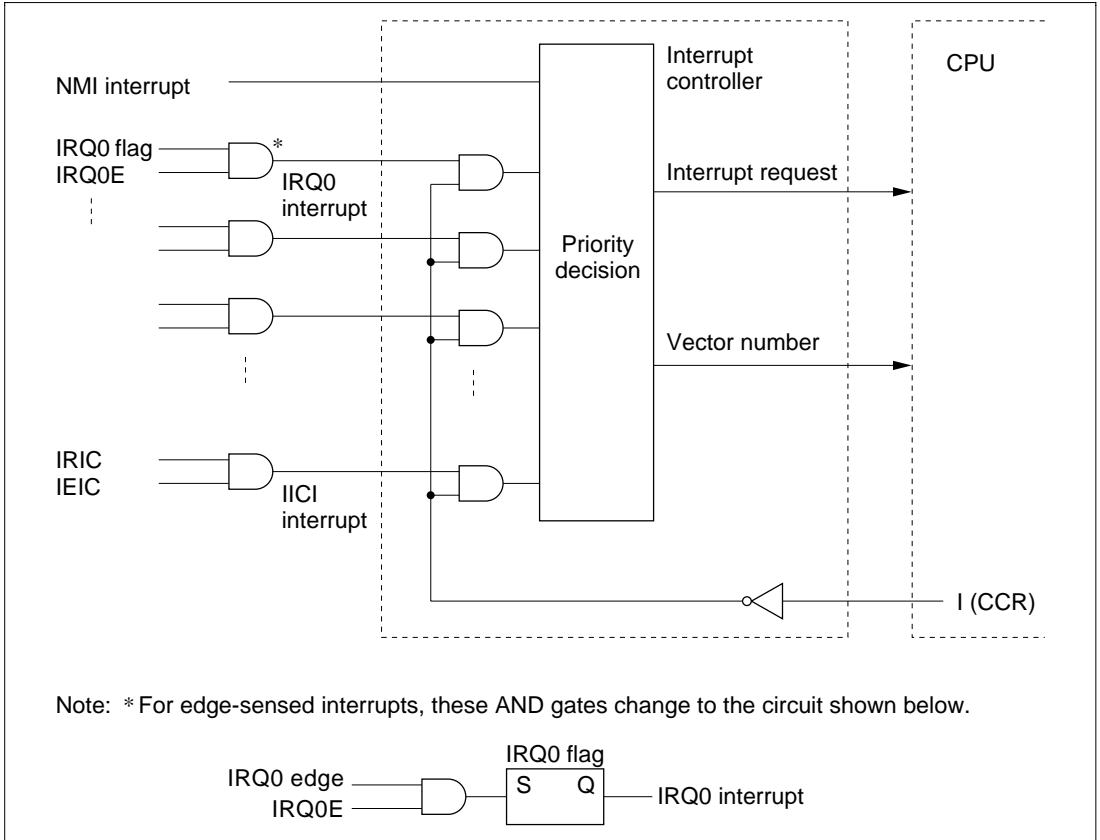 NMI interrupt
IRQ0 flag
IRQ0E
*
IRQ0
interrupt
IRIC
IEIC
IICI
interrupt
Priority
decision
Interrupt
controller
Interrupt request
Vector number
CPU
I (CCR)
Note: * For edge-sensed interrupts, these AND gates change to the circuit shown below.
IRQ0 flag
IRQ0 edge
IRQ0E
S Q
IRQ0 interrupt